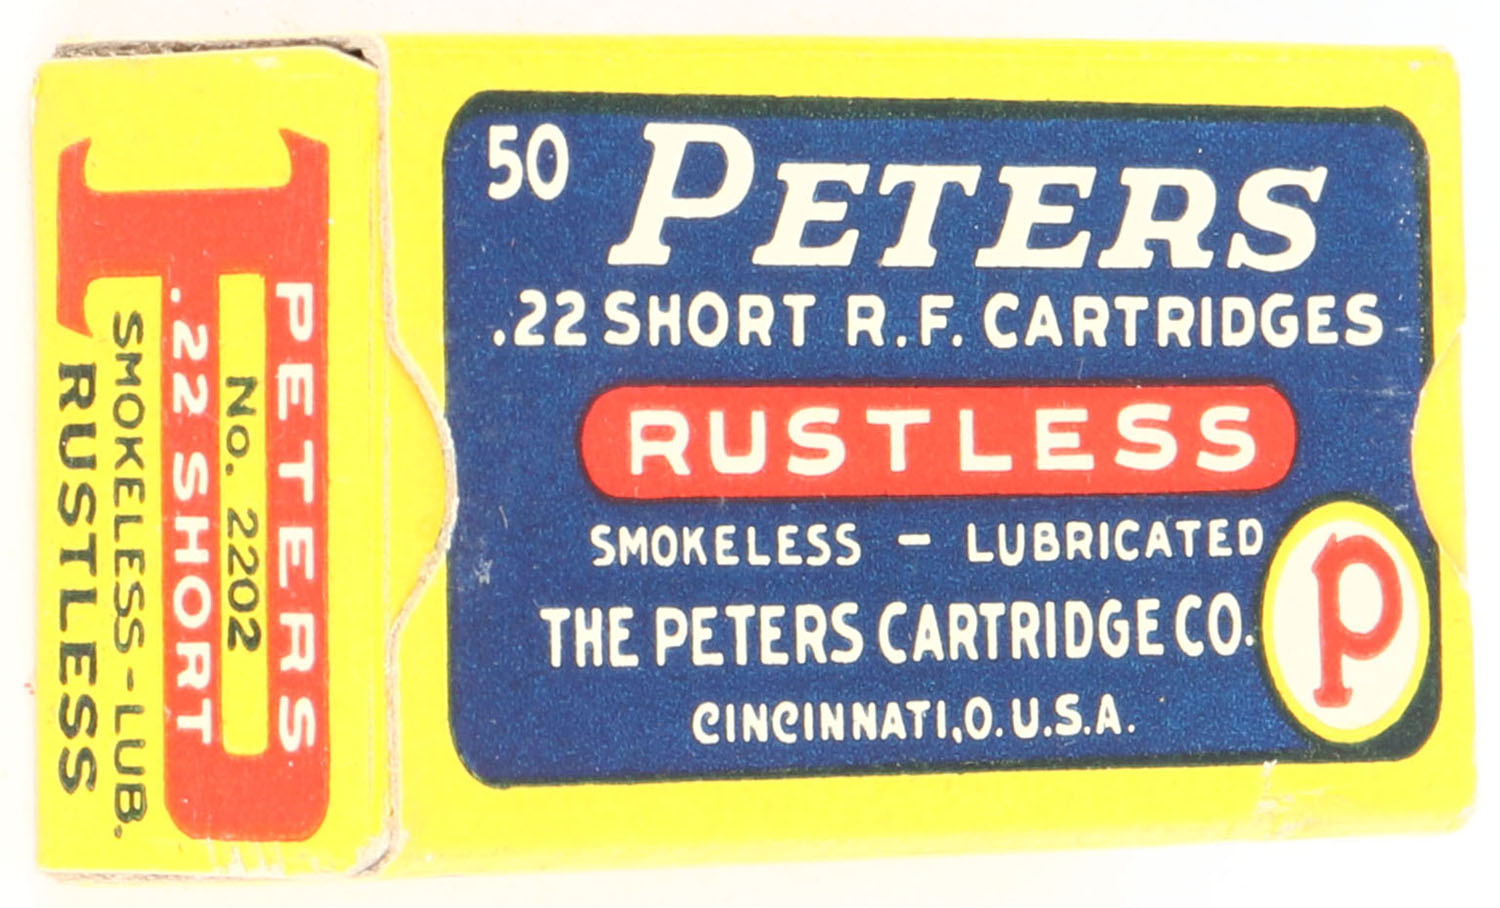 50 PETERS
.22 SHORT R.F. CARTRIDGES
RUSTLESS
SMOKELESS – LUBRICATED
THE PETERS CARTRIDGE CO.
CINCINNATI, O. U.S.A.
P
PETERS
No. 2202
.22 SHORT
SMOKELESS-LUB.
RUSTLESS